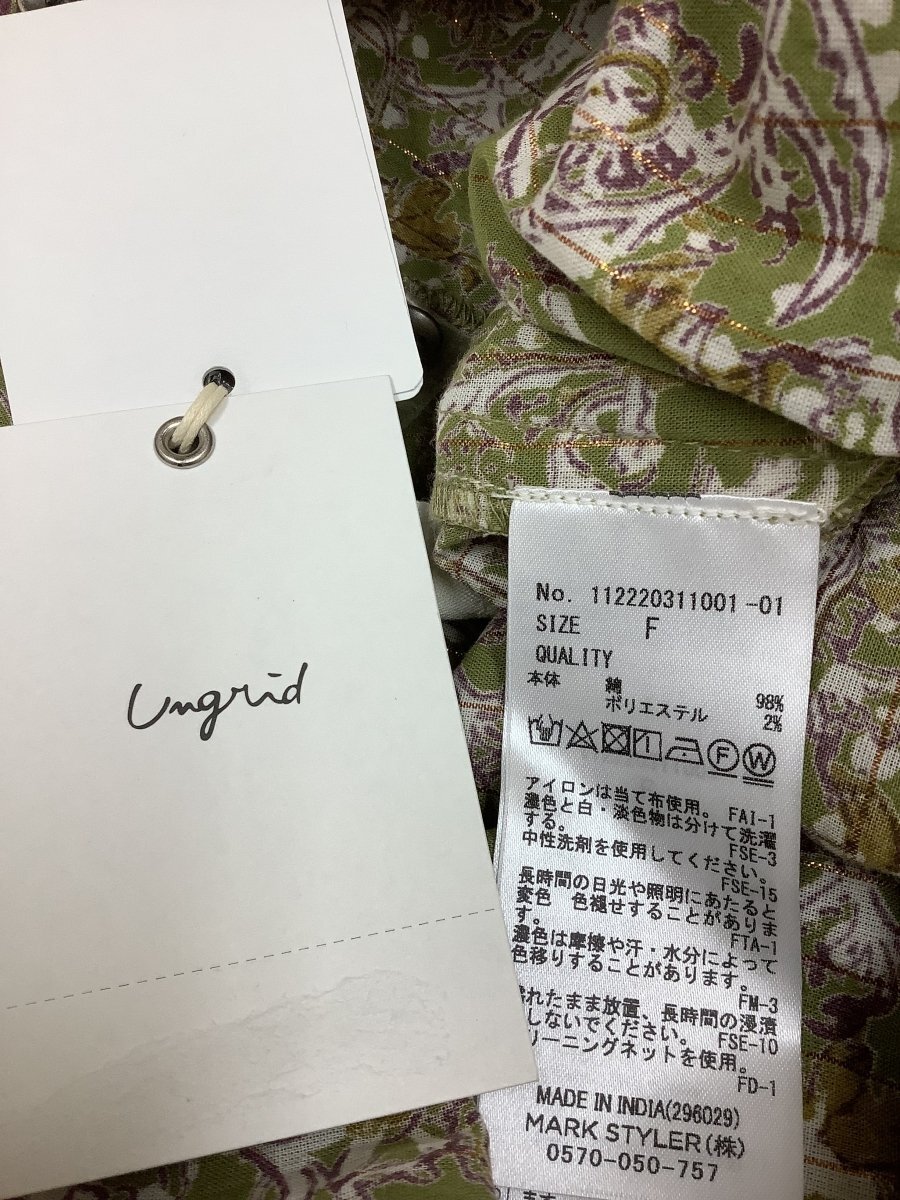 Ungrid
No. 112220311001-01
SIZE F
QUALITY
本体 綿 98%
ポリエステル 2%
F W
アイロンは当て布使用。 FAI-1
濃色と白・淡色物は分けて洗濯
する。 FSE-3
中性洗剤を使用してください。
FSE-15
長時間の日光や照明にあたると
変色 色褪せすることがありま
す。 FTA-1
濃色は摩擦や汗・水分によって
色移りすることがあります。
FM-3
れたまま放置、長時間の浸漬
しないでください。 FSE-10
リーニングネットを使用。
FD-1
MADE IN INDIA(296029)
MARK STYLER(株)
0570-050-757
ます